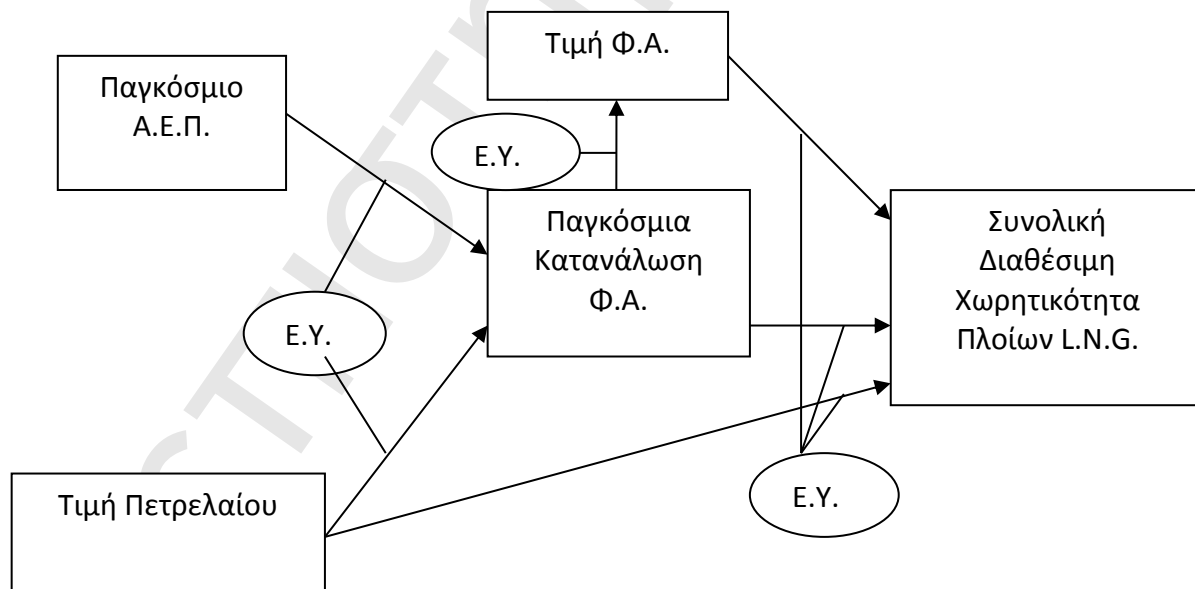 Τιμή Φ.Α.
Παγκόσμιο
Α.Ε.Π.
Ε.Υ.
Παγκόσμια
Κατανάλωση
Φ.Α.
Συνολική
Διαθέσιμη
Χωρητικότητα
Πλοίων L.N.G.
Ε.Υ.
Τιμή Πετρελαίου
Ε.Υ.